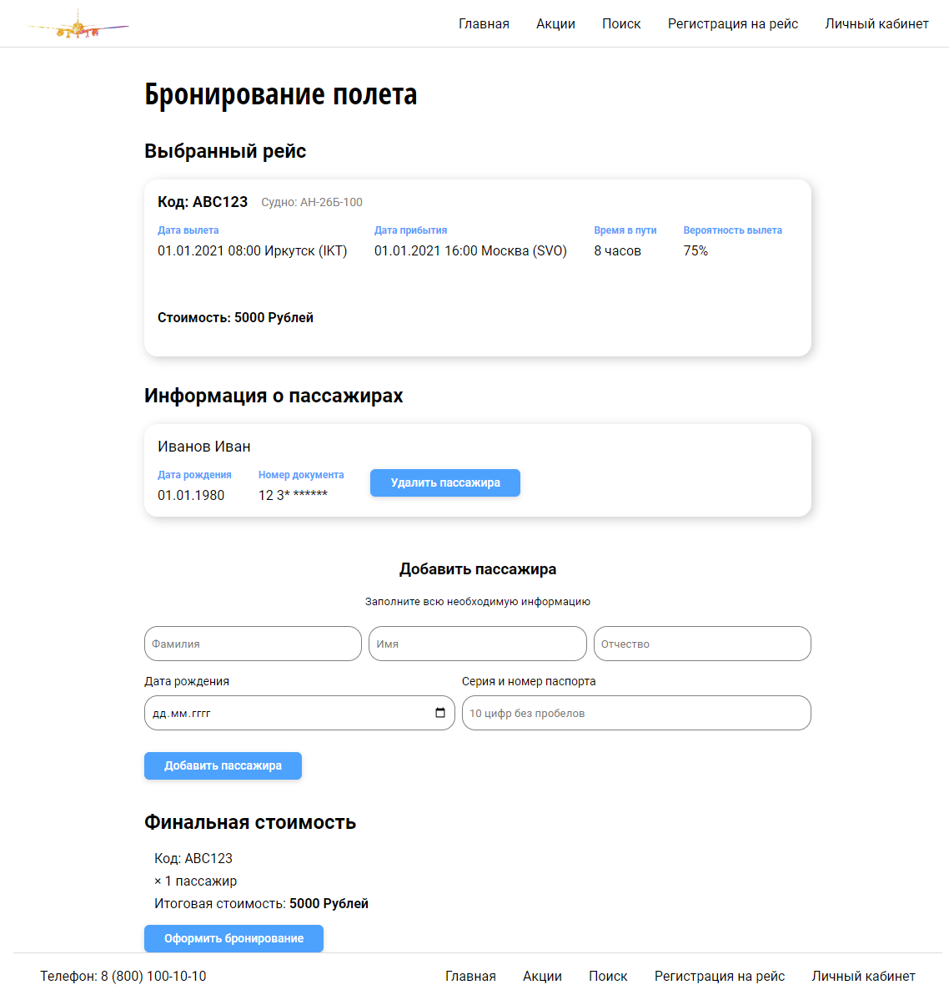 Главная Акции Поиск Регистрация на рейс Личный кабинет
Бронирование полета
Выбранный рейс
Код: ABC123 Судно: АН-26Б-100
Дата вылета Дата прибытия Время в пути Вероятность вылета
01.01.2021 08:00 Иркутск (IKT) 01.01.2021 16:00 Москва (SVO) 8 часов 75%
Стоимость: 5000 Рублей
Информация о пассажирах
Иванов Иван
Дата рождения Номер документа Удалить пассажира
01.01.1980 12 3* ******
Добавить пассажира
Заполните всю необходимую информацию
Фамилия Имя Отчество
Дата рождения Серия и номер паспорта
дд.мм.гггг 10 цифр без пробелов
Добавить пассажира
Финальная стоимость
Код: ABC123
× 1 пассажир
Итоговая стоимость: 5000 Рублей
Оформить бронирование
Телефон: 8 (800) 100-10-10 Главная Акции Поиск Регистрация на рейс Личный кабинет